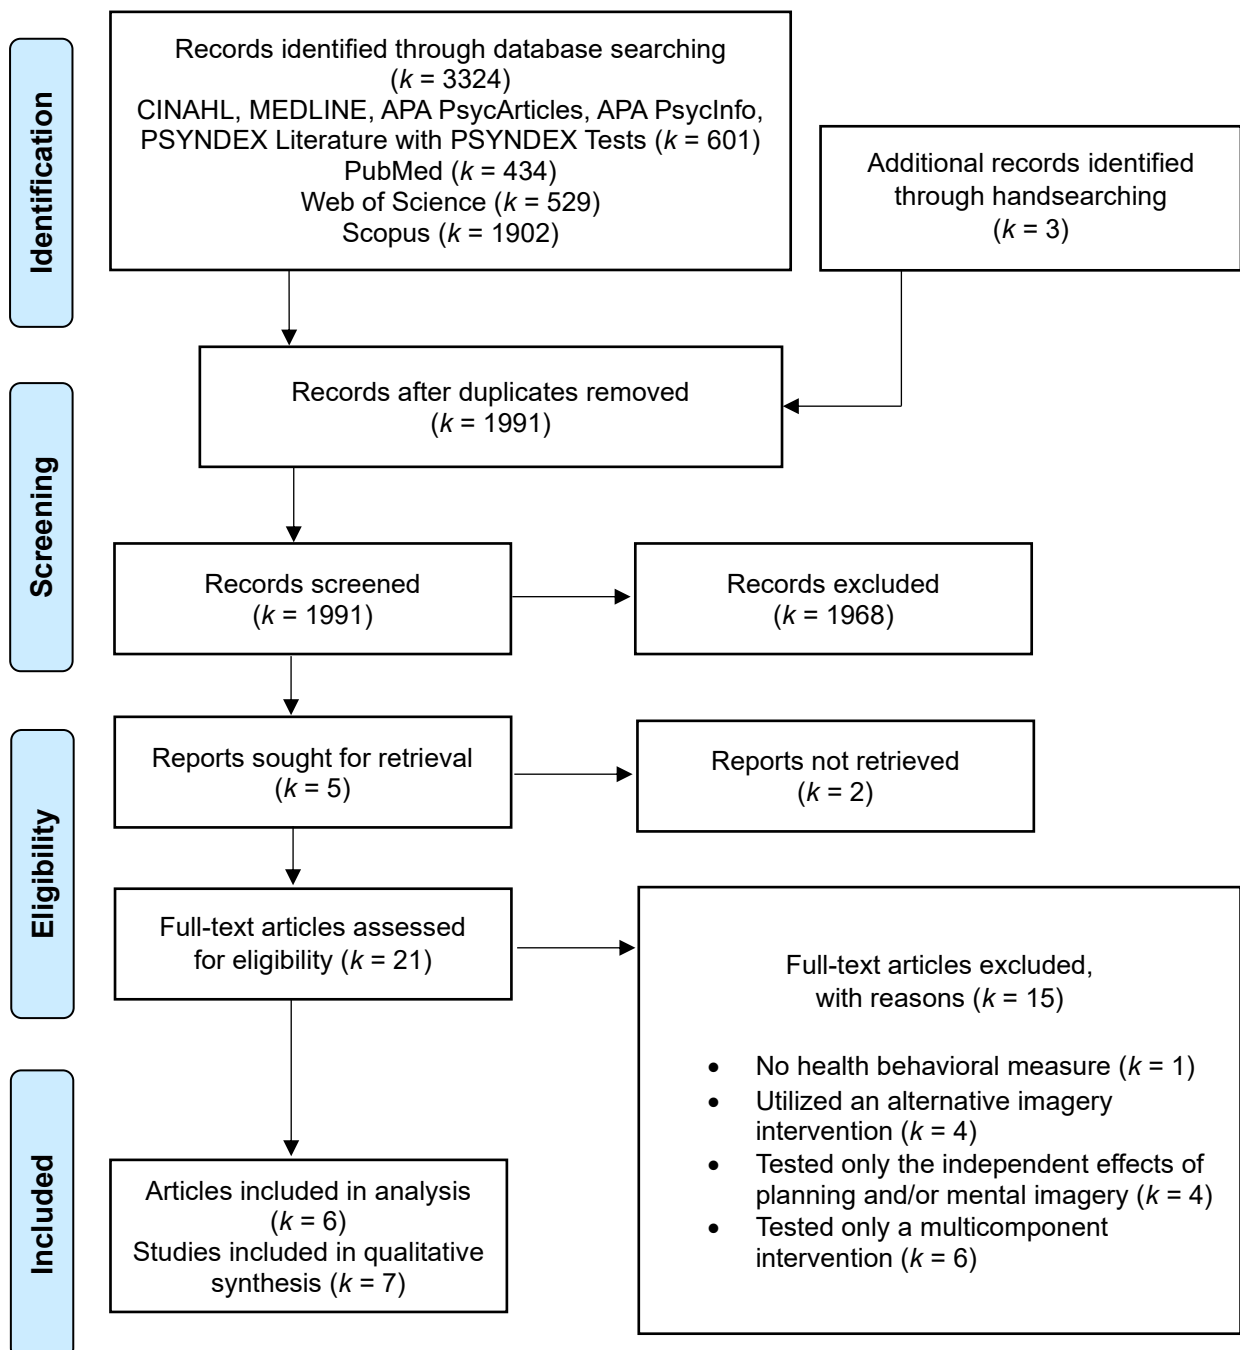 Identification
Records identified through database searching
(k = 3324)
CINAHL, MEDLINE, APA PsycArticles, APA PsycInfo,
PSYNDEX Literature with PSYNDEX Tests (k = 601)
PubMed (k = 434)
Web of Science (k = 529)
Scopus (k = 1902)
Additional records identified
through handsearching
(k = 3)
Records after duplicates removed
(k = 1991)
Screening
Records screened
(k = 1991)
Records excluded
(k = 1968)
Eligibility
Reports sought for retrieval
(k = 5)
Reports not retrieved
(k = 2)
Full-text articles assessed
for eligibility (k = 21)
Full-text articles excluded,
with reasons (k = 15)
• No health behavioral measure (k = 1)
• Utilized an alternative imagery
intervention (k = 4)
• Tested only the independent effects of
planning and/or mental imagery (k = 4)
• Tested only a multicomponent
intervention (k = 6)
Included
Articles included in analysis
(k = 6)
Studies included in qualitative
synthesis (k = 7)